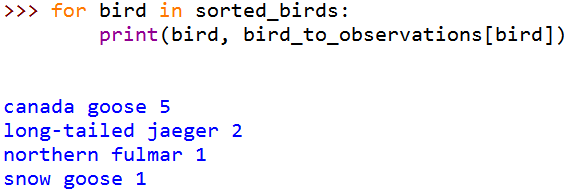 >>> for bird in sorted_birds:
        print(bird, bird_to_observations[bird])
canada goose 5
long-tailed jaeger 2
northern fulmar 1
snow goose 1